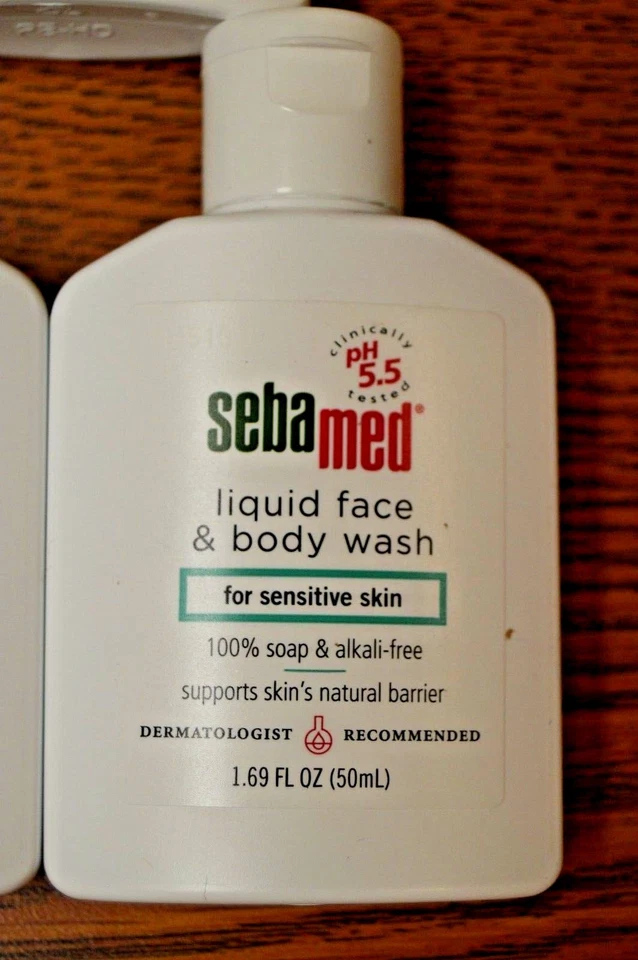 clinically
pH
5.5
tested
sebamed®
liquid face
& body wash
for sensitive skin
100% soap & alkali-free
supports skin's natural barrier
DERMATOLOGIST RECOMMENDED
1.69 FL OZ (50mL)